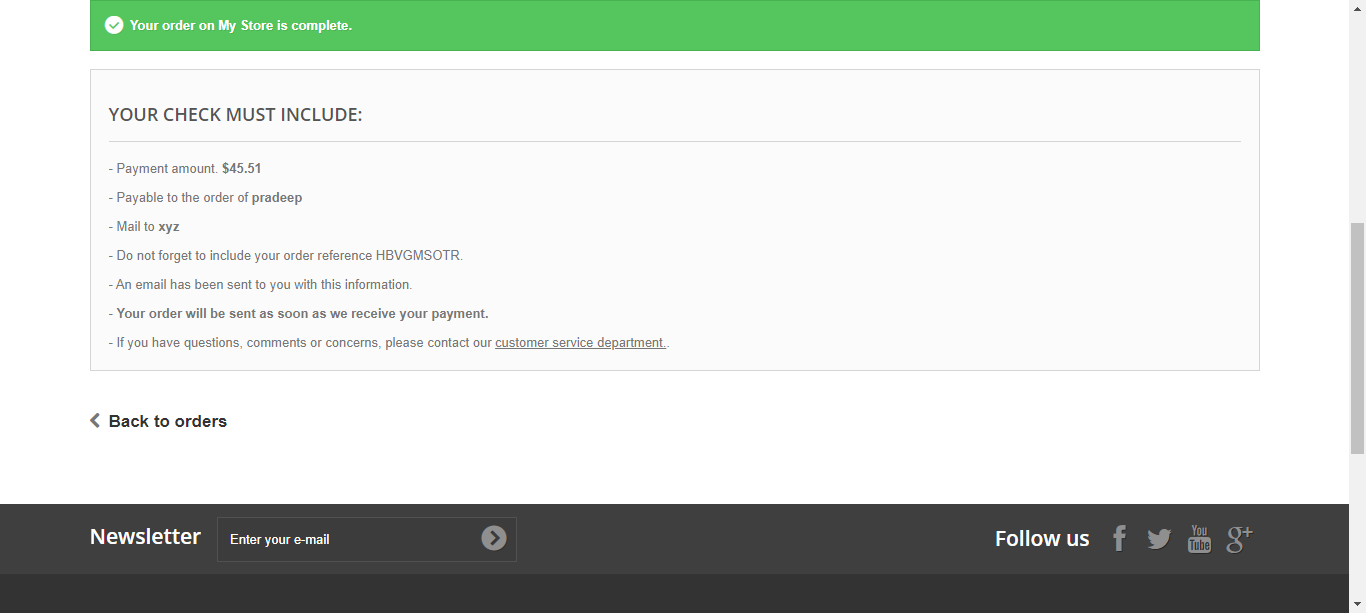 Your order on My Store is complete.
YOUR CHECK MUST INCLUDE:
- Payment amount. $45.51
- Payable to the order of pradeep
- Mail to xyz
- Do not forget to include your order reference HBVGMSOTR.
- An email has been sent to you with this information.
- Your order will be sent as soon as we receive your payment.
- If you have questions, comments or concerns, please contact our customer service department..
Back to orders
Newsletter
Enter your e-mail
Follow us
You Tube